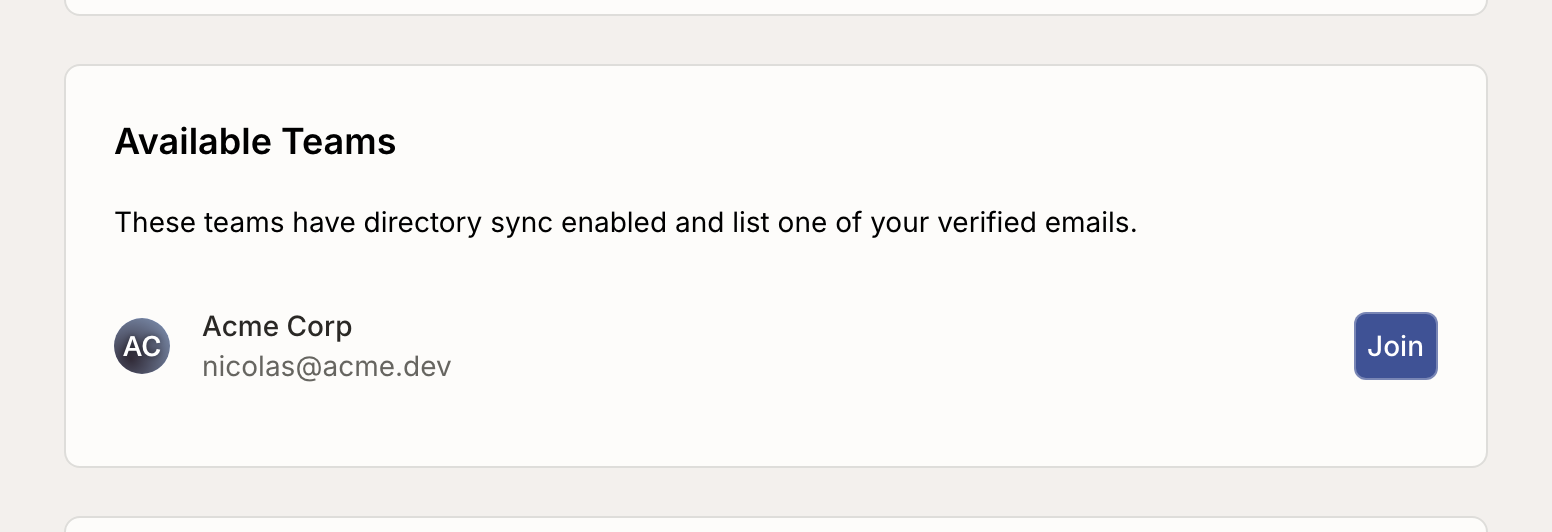 Available Teams
These teams have directory sync enabled and list one of your verified emails.
AC
Acme Corp
nicolas@acme.dev
Join